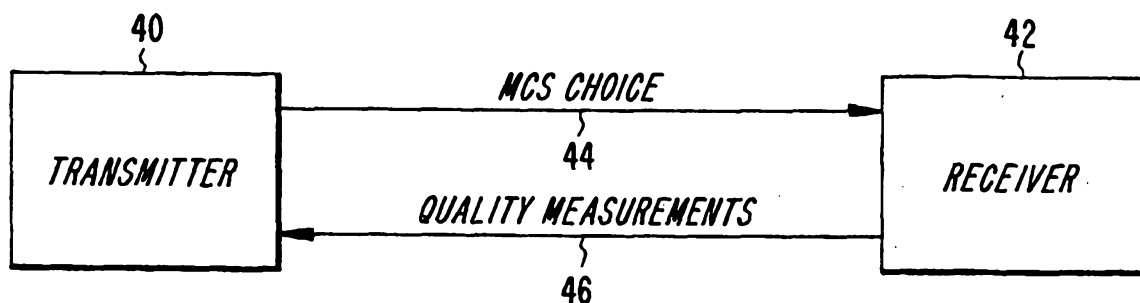 40
42
MCS CHOICE
44
TRANSMITTER
RECEIVER
QUALITY MEASUREMENTS
46